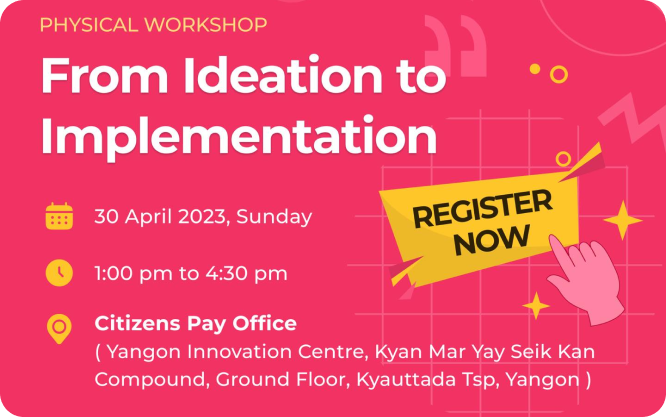 PHYSICAL WORKSHOP
From Ideation to
Implementation
30 April 2023, Sunday
1:00 pm to 4:30 pm
Citizens Pay Office
( Yangon Innovation Centre, Kyan Mar Yay Seik Kan
Compound, Ground Floor, Kyauttada Tsp, Yangon )
REGISTER
NOW